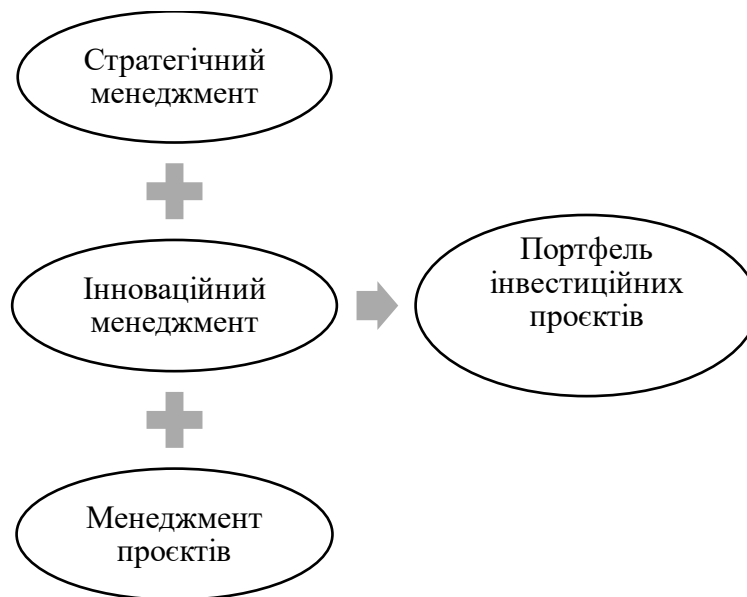 Стратегічний
менеджмент
Інноваційний
менеджмент
Портфель
інвестиційних
проєктів
Менеджмент
проєктів